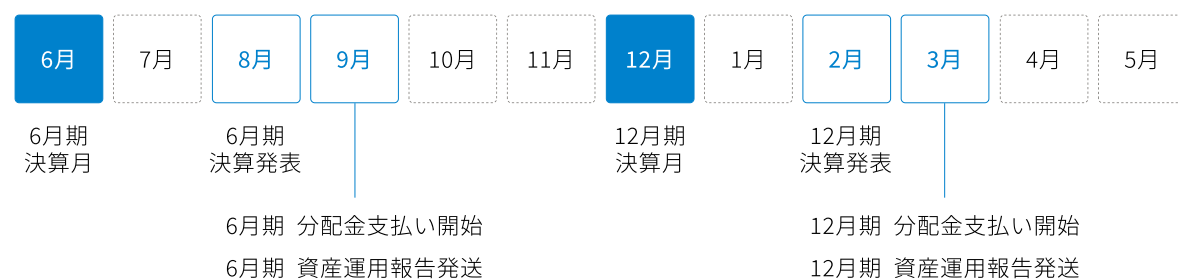 6月 7月 8月 9月 10月 11月 12月 1月 2月 3月 4月 5月
6月期 6月期 12月期 12月期
決算月 決算発表 決算月 決算発表
6月期 分配金支払い開始 12月期 分配金支払い開始
6月期 資産運用報告発送 12月期 資産運用報告発送